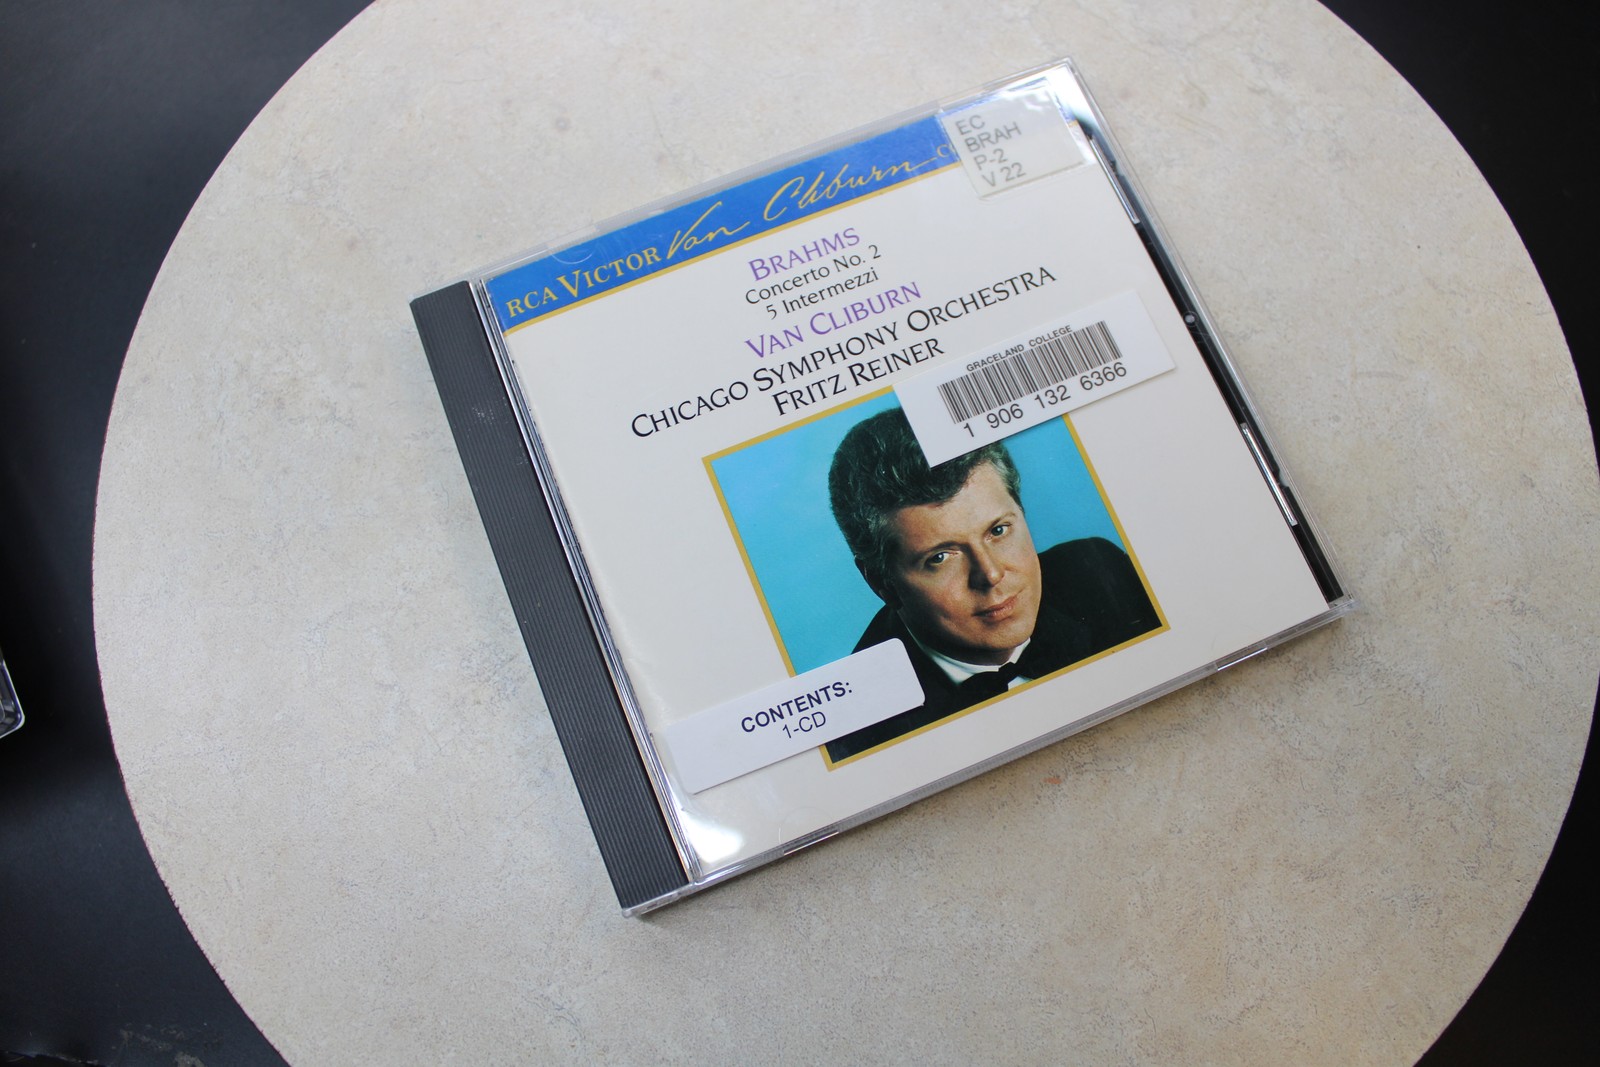 RCA VICTOR Van Cliburn
EC
BRAH
P-2
V 22
BRAHMS
Concerto No. 2
5 Intermezzi
VAN CLIBURN
CHICAGO SYMPHONY ORCHESTRA
FRITZ REINER
GRACELAND COLLEGE
1 906 132 6366
CONTENTS:
1-CD